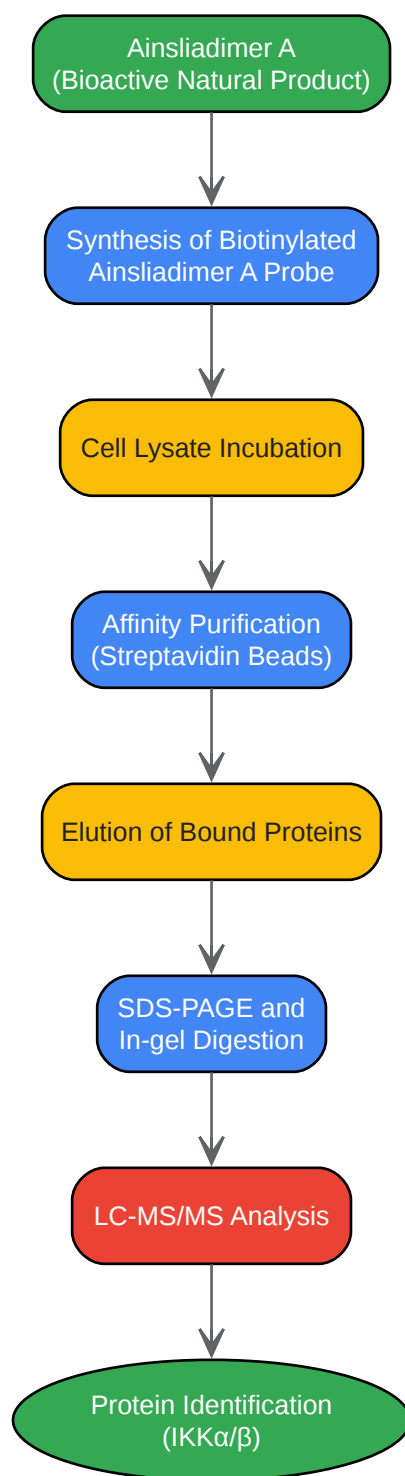 Ainsliadimer A
(Bioactive Natural Product)
Synthesis of Biotinylated
Ainsliadimer A Probe
Cell Lysate Incubation
Affinity Purification
(Streptavidin Beads)
Elution of Bound Proteins
SDS-PAGE and
In-gel Digestion
LC-MS/MS Analysis
Protein Identification
(IKKα/β)